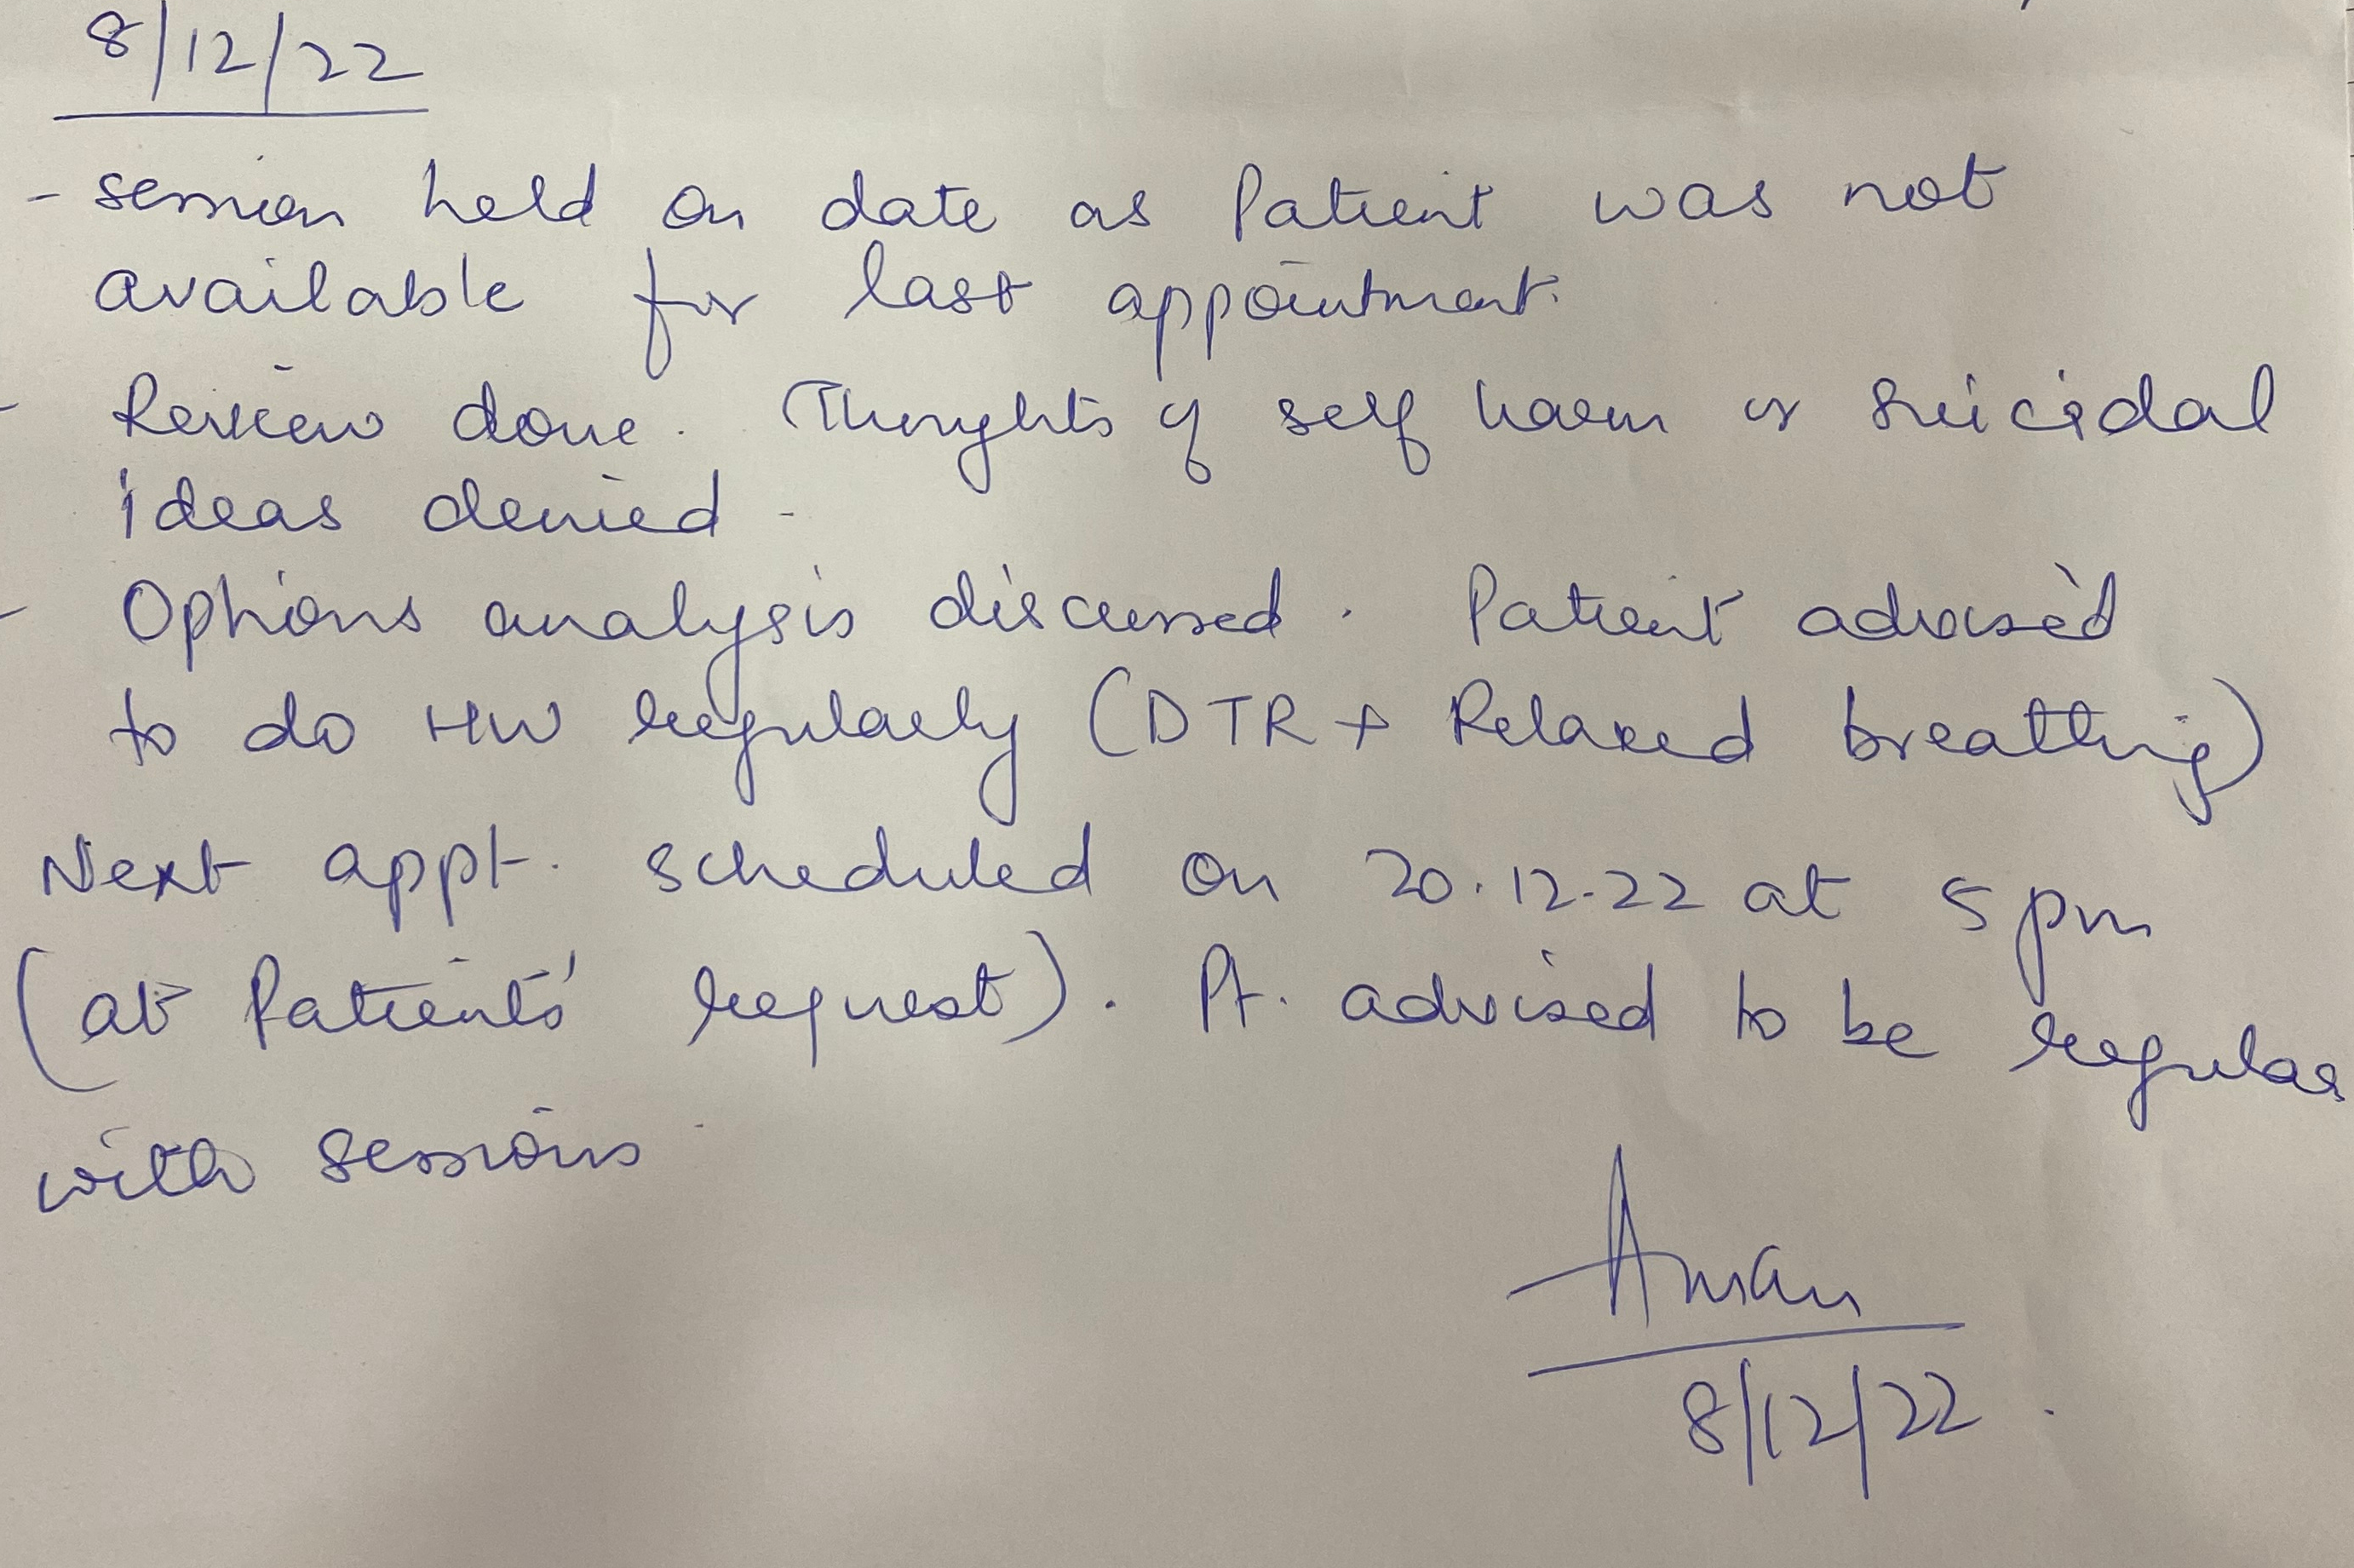 8/12/22
- session held on date as Patient was not
available for last appointment.
- Review done. Thoughts of self harm or suicidal
ideas denied -
- Options analysis discussed. Patient advised
to do HW regularly (DTR + Relaxed breathing)
Next appt. scheduled on 20.12.22 at 5 pm
(at Patients' request). Pt. advised to be regular
with sessions
8/12/22.